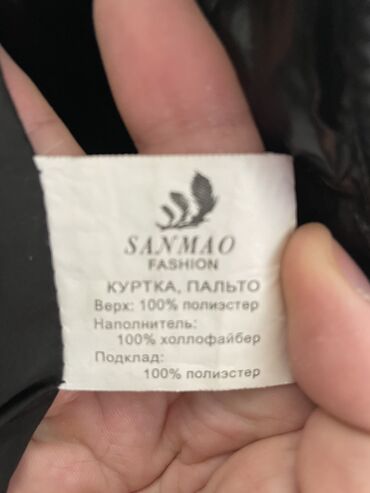 SANMAO
FASHION
КУРТКА, ПАЛЬТО
Верх: 100% полиэстер
Наполнитель:
100% холлофайбер
Подклад:
100% полиэстер